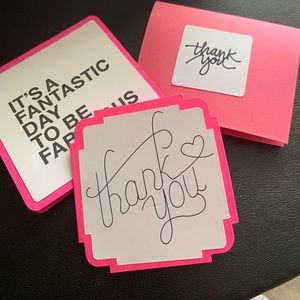 IT'S A
FANTASTIC
DAY
TO BE
thank
you
thank
you